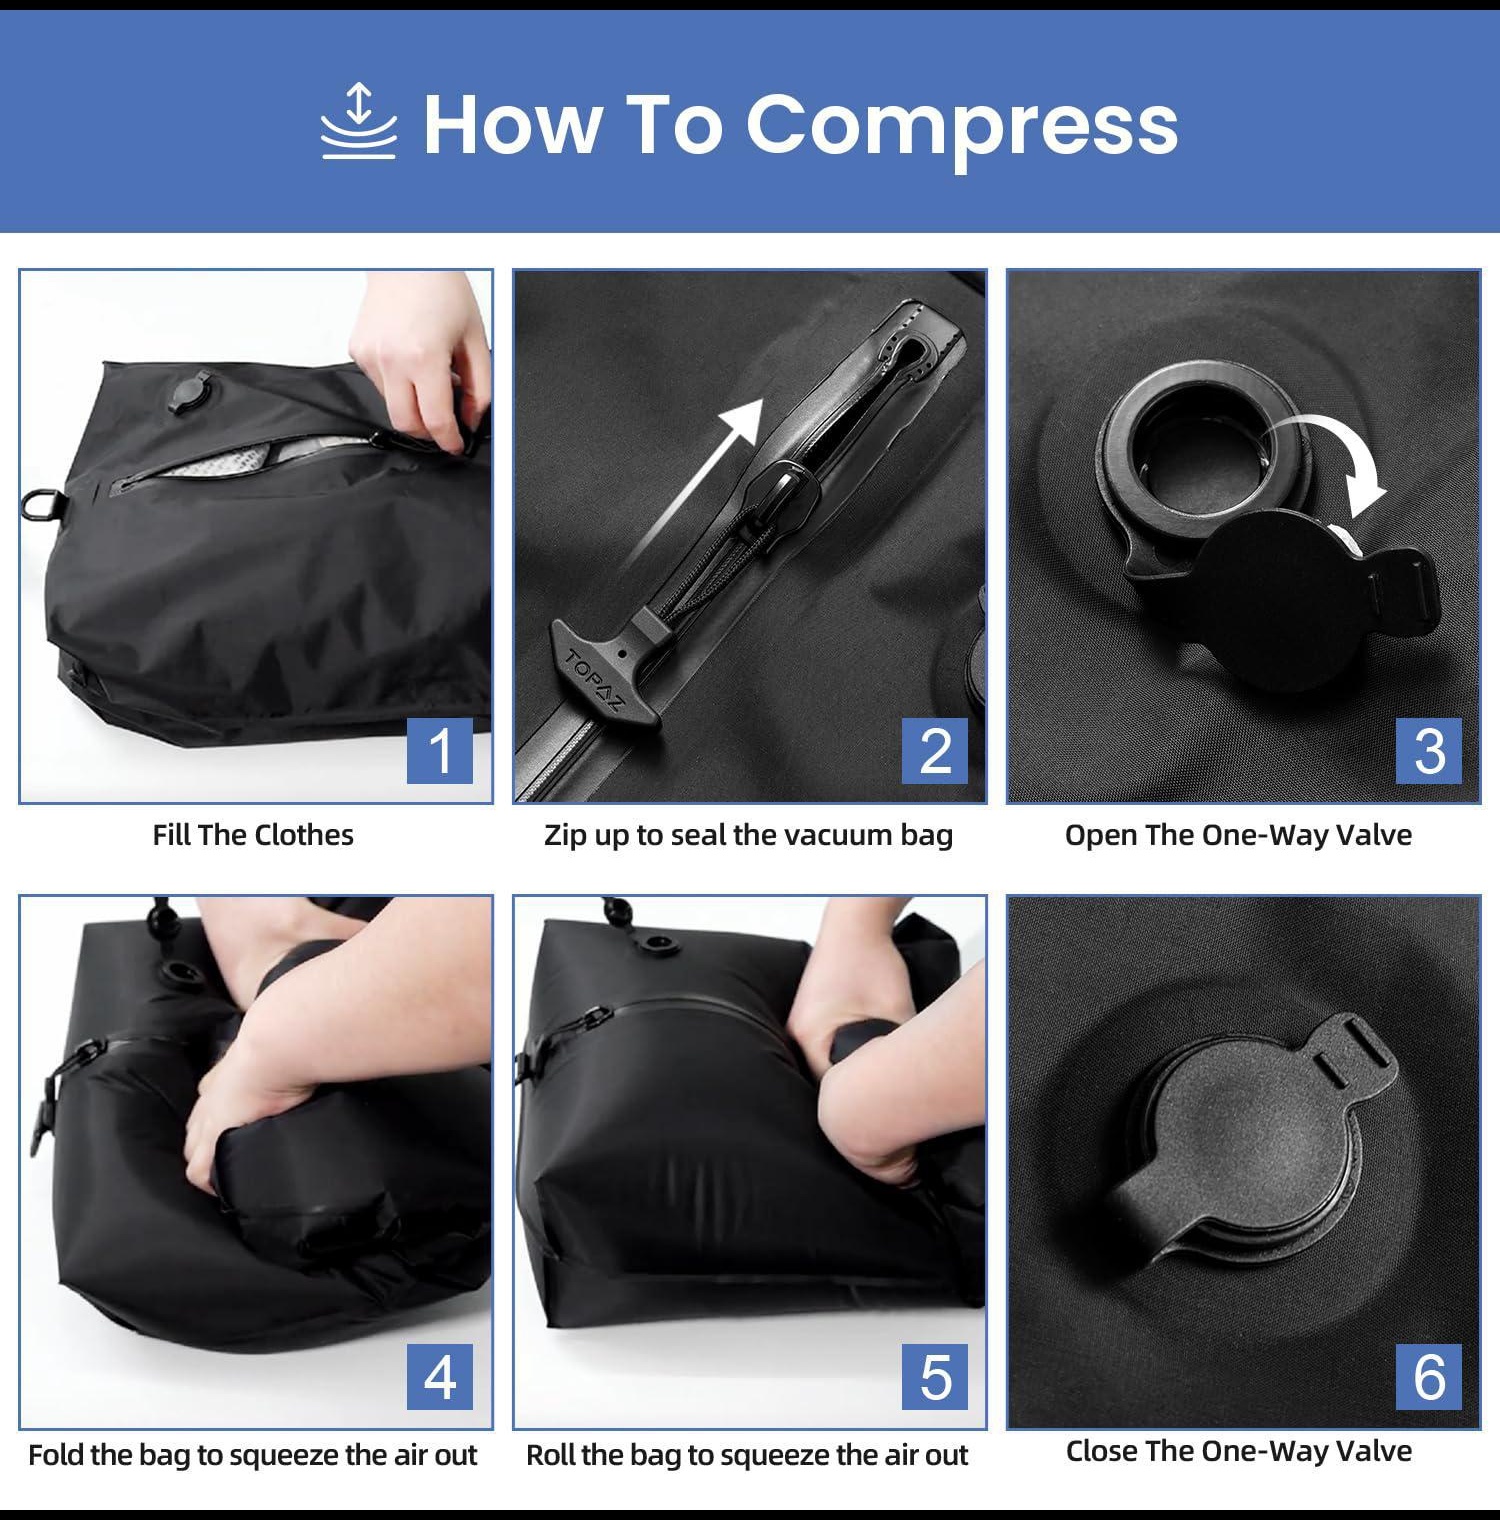 How To Compress
TOPAZ
1
2
3
Fill The Clothes
Zip up to seal the vacuum bag
Open The One-Way Valve
4
5
6
Fold the bag to squeeze the air out
Roll the bag to squeeze the air out
Close The One-Way Valve